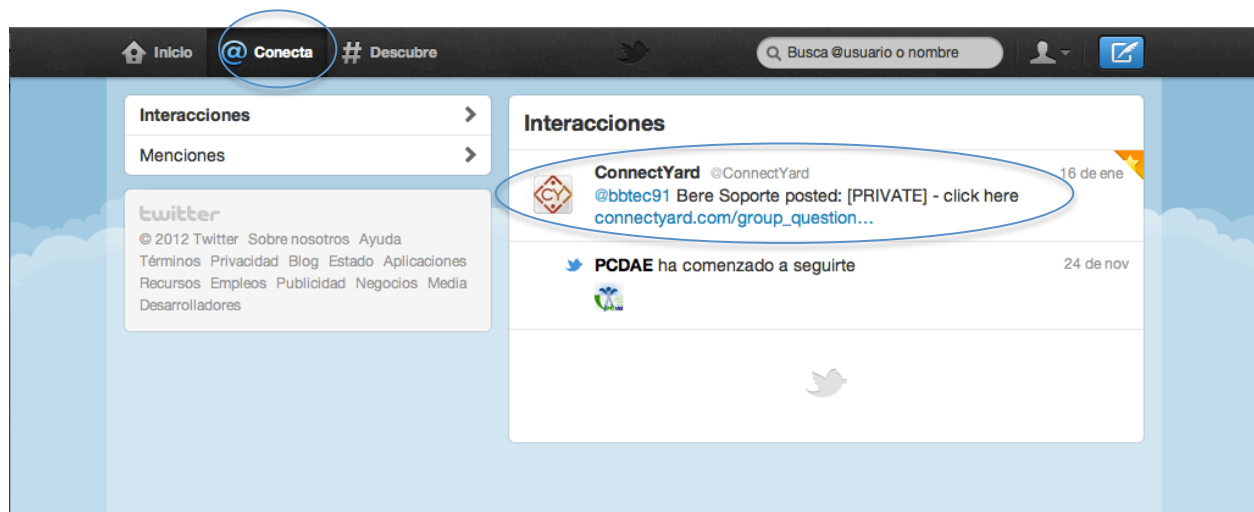 Inicio @ Conecta # Descubre Busca @usuario o nombre
Interacciones
Menciones
twitter
© 2012 Twitter Sobre nosotros Ayuda
Términos Privacidad Blog Estado Aplicaciones
Recursos Empleos Publicidad Negocios Media
Desarrolladores
Interacciones
ConnectYard @ConnectYard 16 de ene
CY
@bbtec91 Bere Soporte posted: [PRIVATE] - click here
connectyard.com/group_question…
PCDAE ha comenzado a seguirte 24 de nov